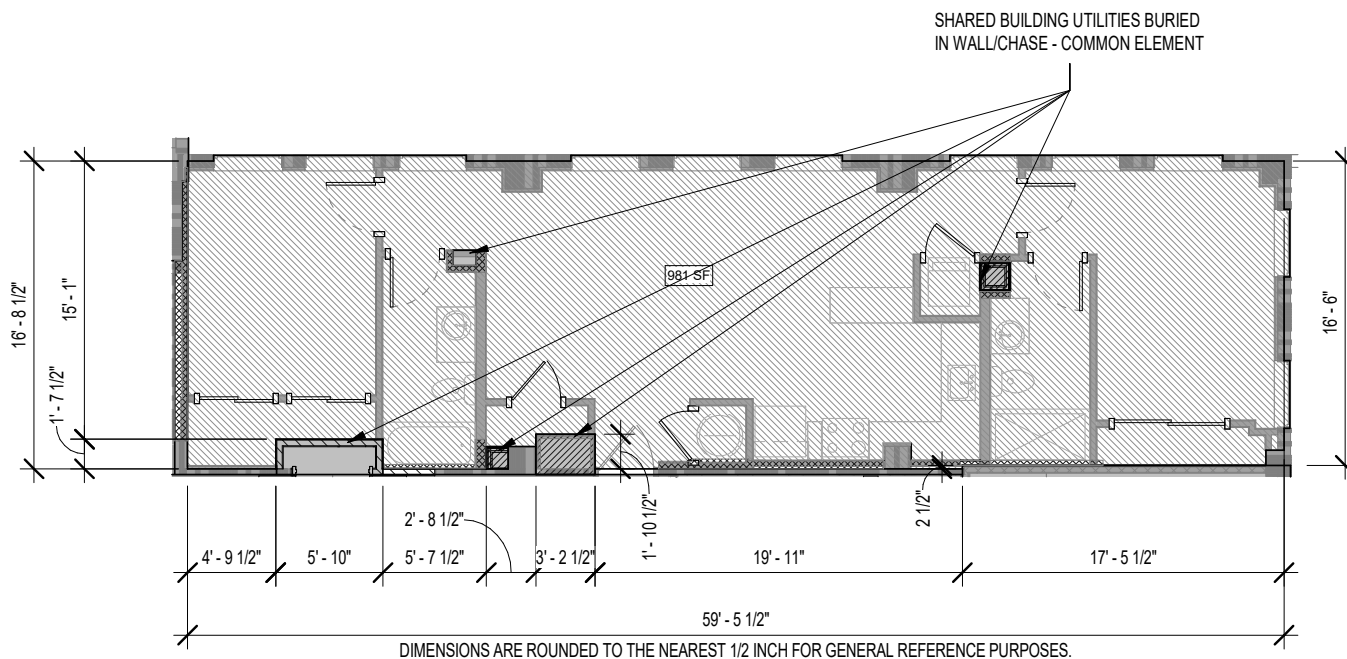 SHARED BUILDING UTILITIES BURIED
IN WALL/CHASE - COMMON ELEMENT
981 SF
16' - 8 1/2"
15' - 1"
1' - 7 1/2"
16' - 6"
2' - 8 1/2"
1' - 10 1/2"
2 1/2"
4' - 9 1/2"
5' - 10"
5' - 7 1/2"
3' - 2 1/2"
19' - 11"
17' - 5 1/2"
59' - 5 1/2"
DIMENSIONS ARE ROUNDED TO THE NEAREST 1/2 INCH FOR GENERAL REFERENCE PURPOSES.